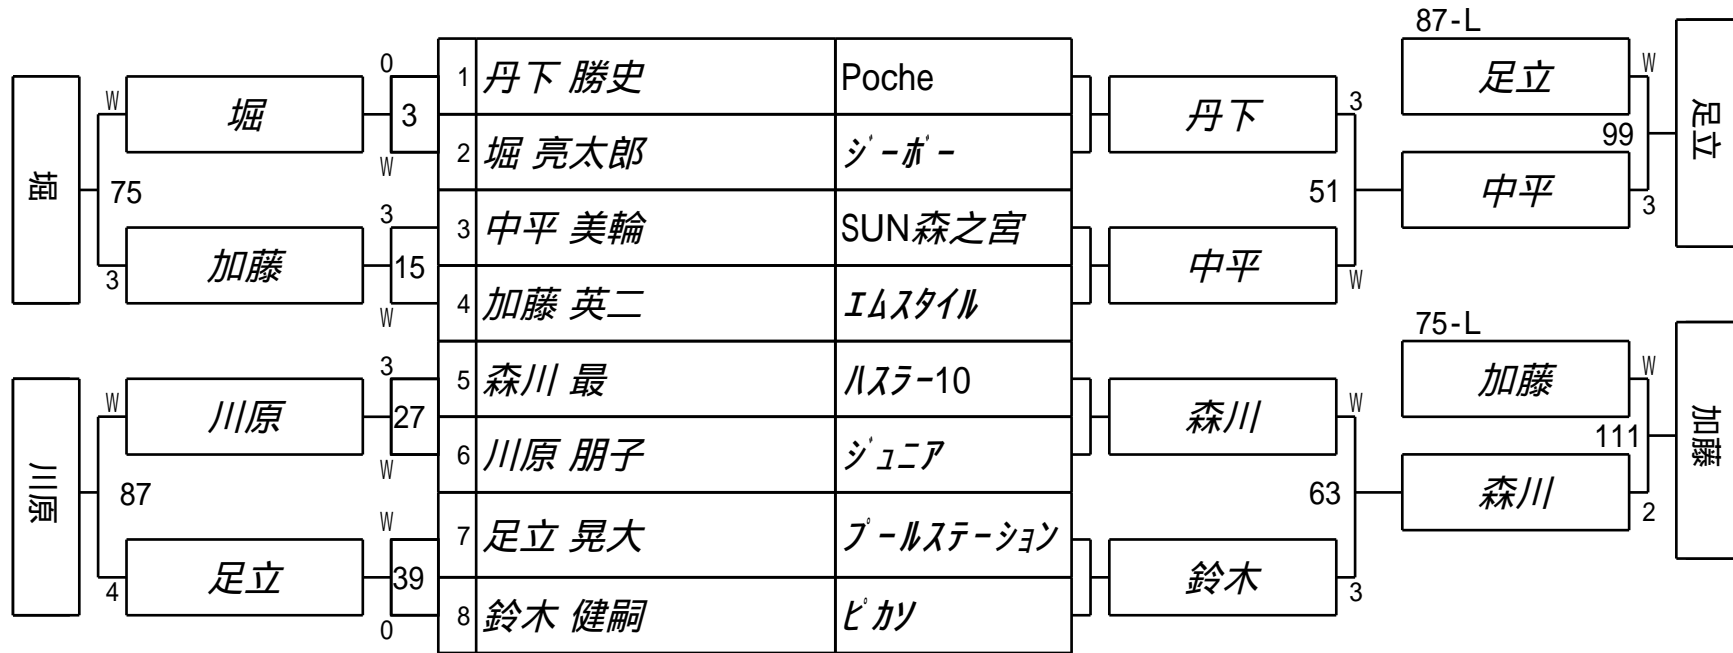 堀
川原
W
堀
75
3
加藤
W
川原
87
4
足立
0
3
W
3
15
W
3
27
W
W
39
0
1 丹下 勝史 Poche
2 堀 亮太郎 ジーボー
3 中平 美輪 SUN森之宮
4 加藤 英二 エムスタイル
5 森川 最 ハスラー10
6 川原 朋子 ジュニア
7 足立 晃大 プールステーション
8 鈴木 健嗣 ピカソ
丹下
3
51
中平
W
森川
W
63
鈴木
3
87-L
足立
W
99
中平
3
75-L
加藤
W
111
森川
2
足立
加藤